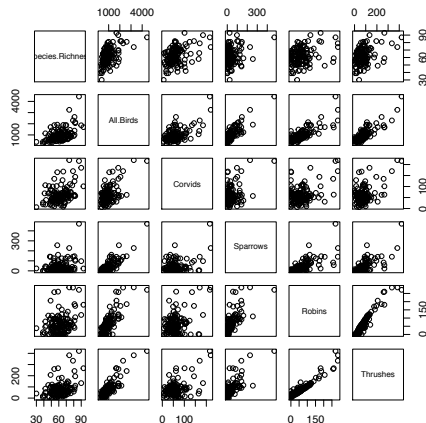 1000 4000
0 300
0 200
pecies.Richnes
30 50 70 90
1000 4000
All.Birds
Corvids
0 100
0 300
Sparrows
Robins
0 150
0 200
Thrushes
30 60 90
0 100
0 150